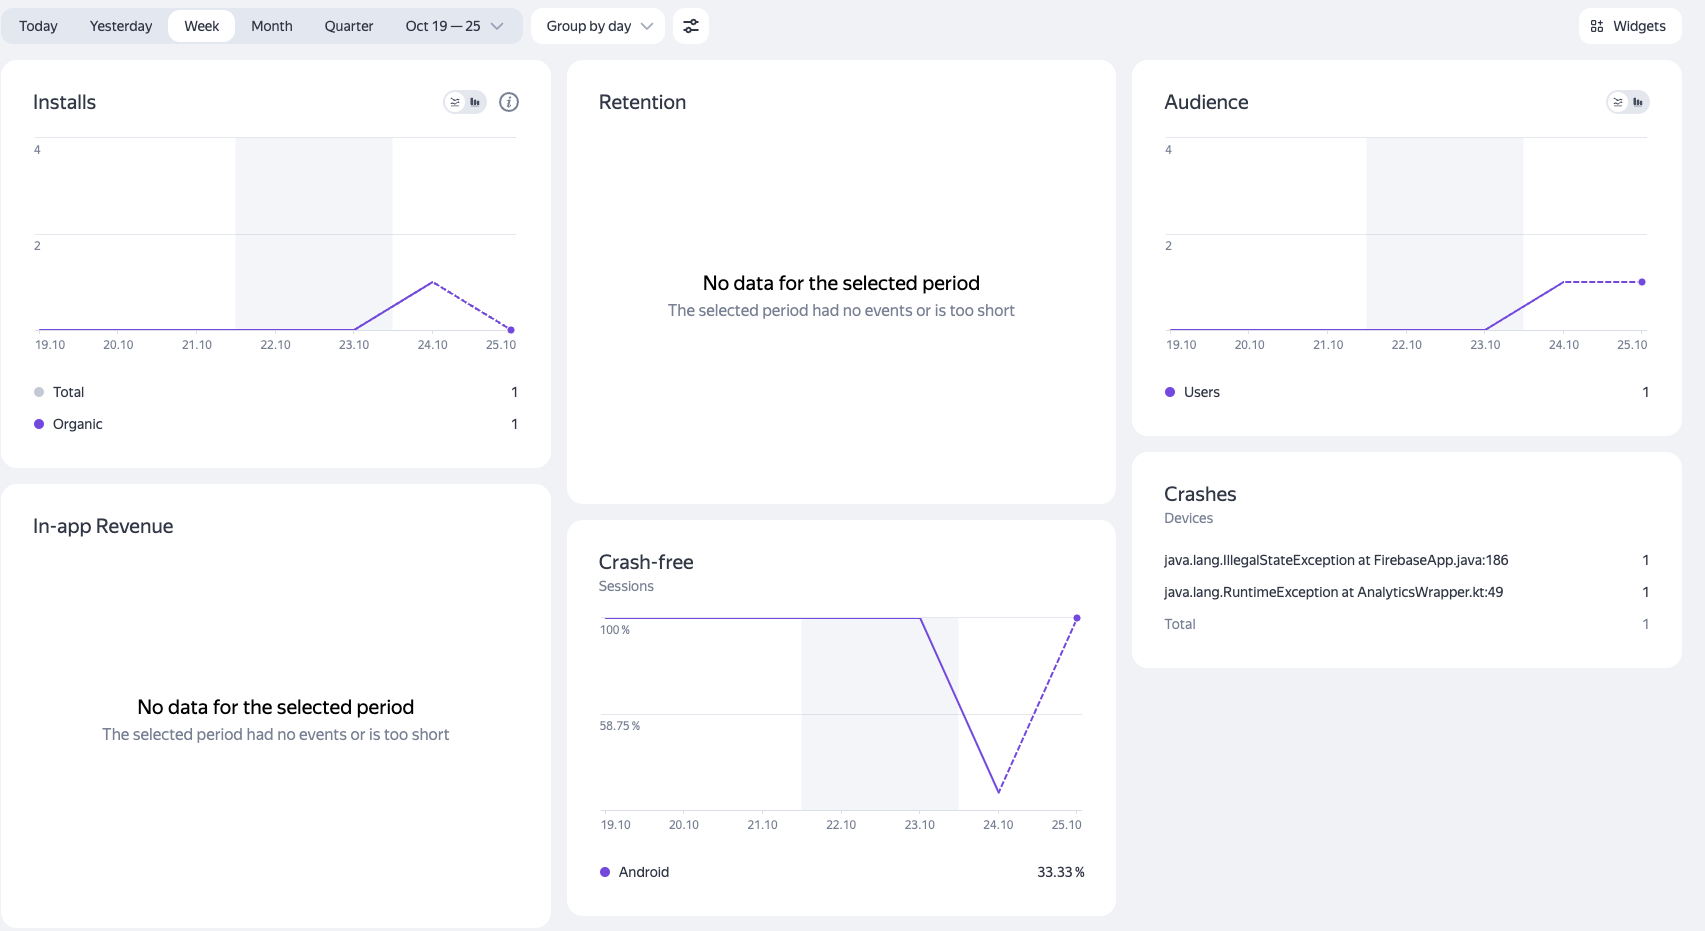 Today Yesterday Week Month Quarter Oct 19 — 25 Group by day Widgets
Installs
4
2
19.10 20.10 21.10 22.10 23.10 24.10 25.10
Total 1
Organic 1
In-app Revenue
No data for the selected period
The selected period had no events or is too short
Retention
No data for the selected period
The selected period had no events or is too short
Crash-free
Sessions
100 %
58.75 %
19.10 20.10 21.10 22.10 23.10 24.10 25.10
Android 33.33 %
Audience
4
2
19.10 20.10 21.10 22.10 23.10 24.10 25.10
Users 1
Crashes
Devices
java.lang.IllegalStateException at FirebaseApp.java:186 1
java.lang.RuntimeException at AnalyticsWrapper.kt:49 1
Total 1